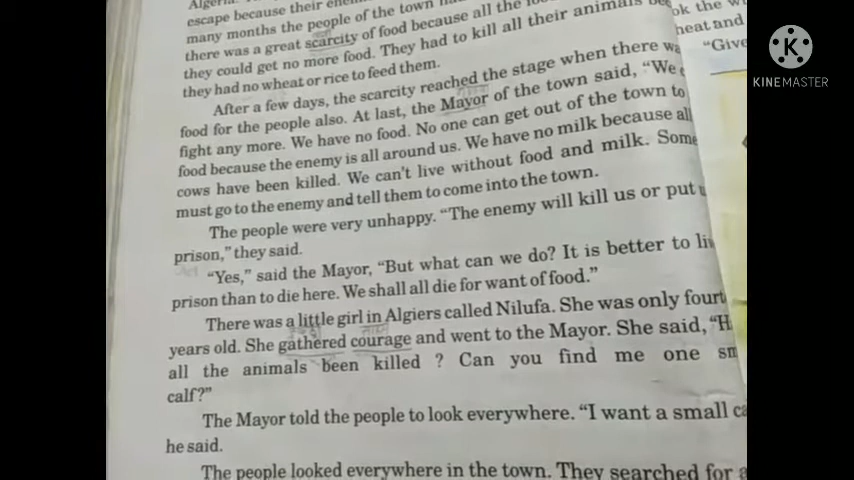 Algeria.
escape because their
many months the people of the town
there was a great scarcity of food because all the
they could get no more food. They had to kill all their animals
they had no wheat or rice to feed them.
After a few days, the scarcity reached the stage when there
food for the people also. At last, the Mayor of the town said, “We
fight any more. We have no food. No one can get out of the town to
food because the enemy is all around us. We have no milk because all
cows have been killed. We can't live without food and milk. Some
must go to the enemy and tell them to come into the town.
The people were very unhappy. “The enemy will kill us or put
prison,” they said.
“Yes,” said the Mayor, “But what can we do? It is better to
prison than to die here. We shall all die for want of food.”
There was a little girl in Algiers called Nilufa. She was only
years old. She gathered courage and went to the Mayor. She said,
all the animals been killed ? Can you find me one
calf?”
The Mayor told the people to look everywhere. “I want a small
he said.
The people looked everywhere in the town. They searched for
ok the
heat and
“Give
KINEMASTER